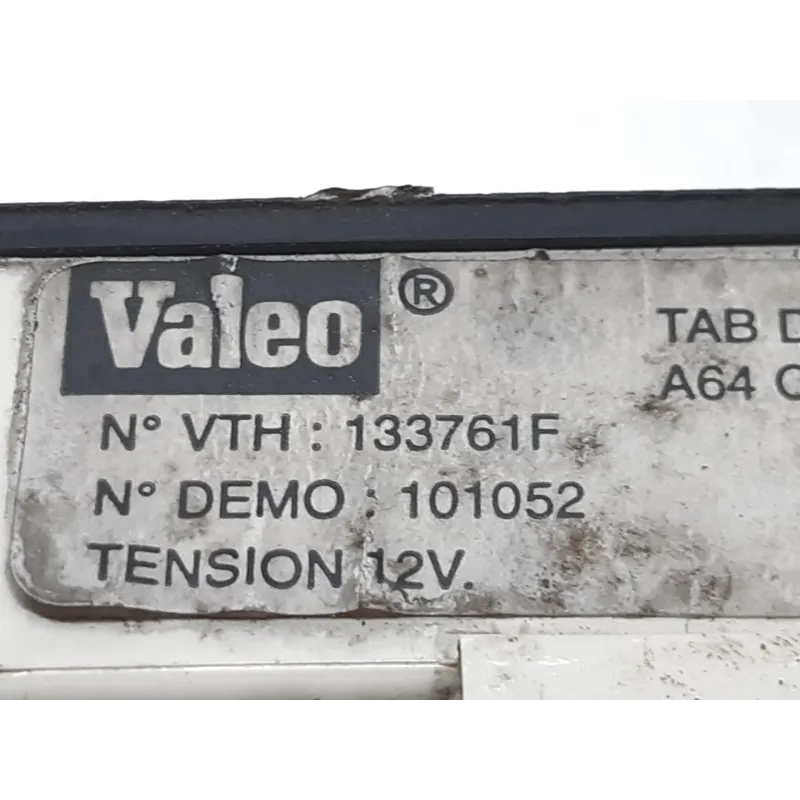 Valeo®
TAB
A64
N° VTH : 133761F
N° DEMO : 101052
TENSION 12V.